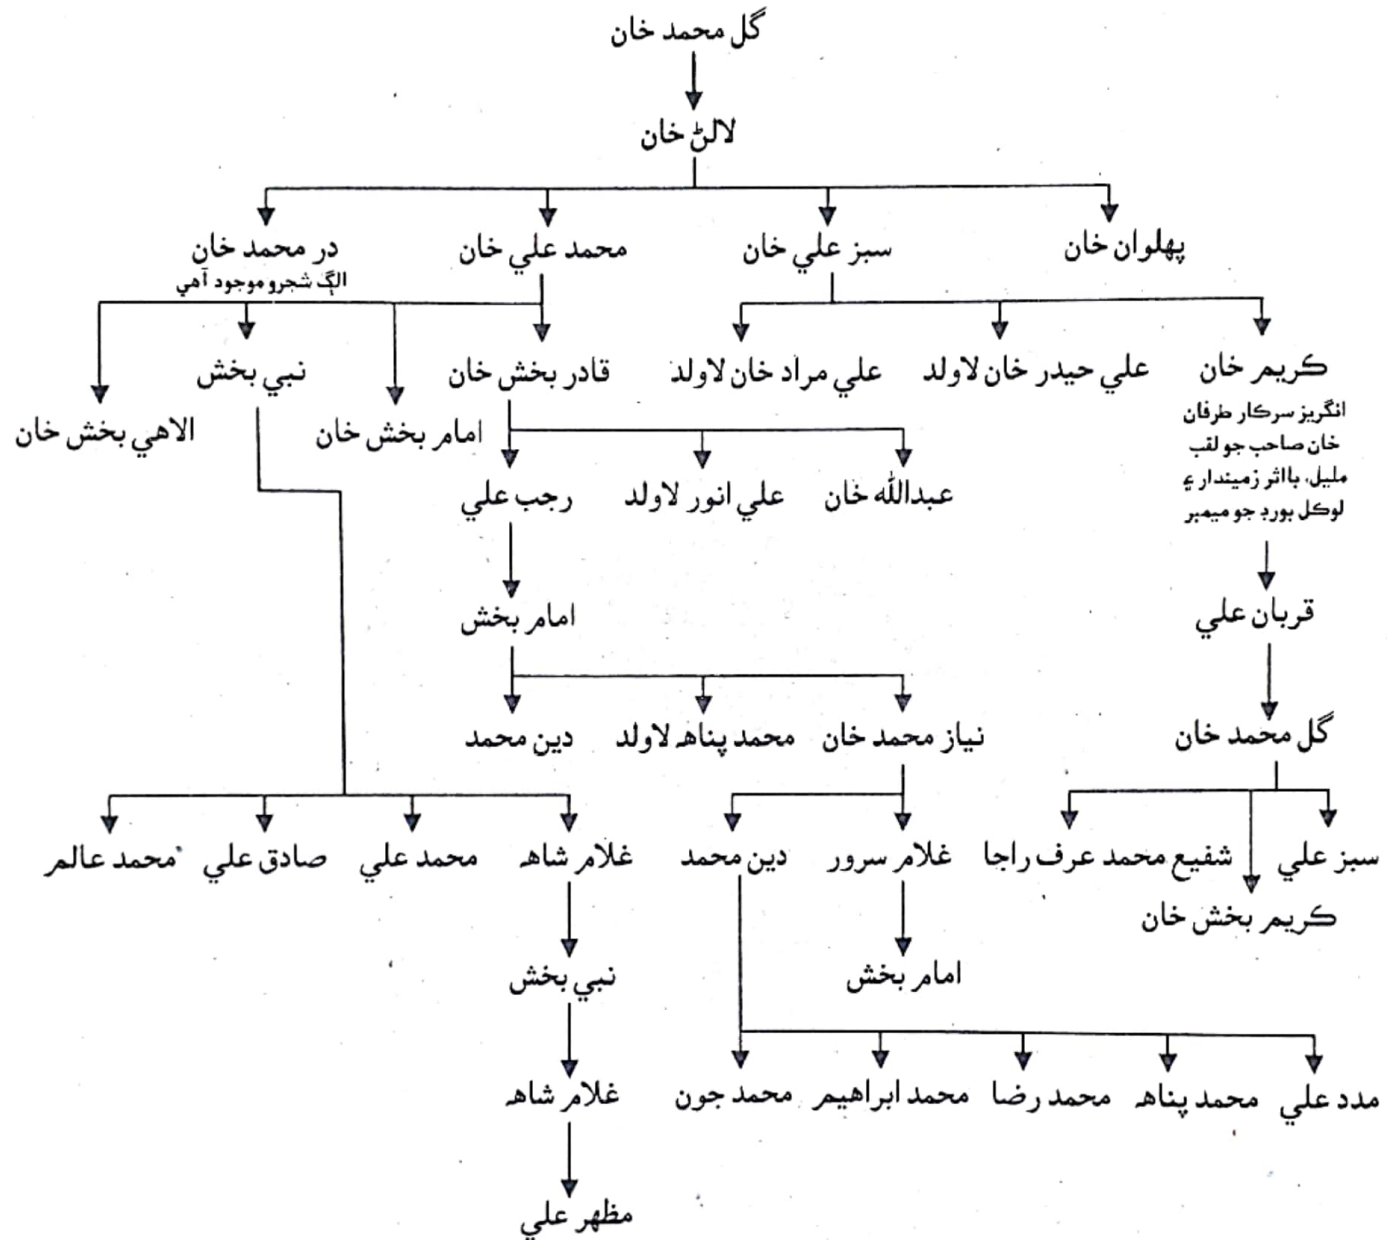 گل محمد خان
لالڻ خان
پهلوان خان
سبز علي خان
محمد علي خان
در محمد خان
الڳ شجرو موجود آهي
ڪريم خان
علي حيدر خان لاولد
علي مراد خان لاولد
قادر بخش خان
نبي بخش
انگريز سرڪار طرفان
خان صاحب جو لقب
مليل، بااثر زميندار ۽
لوڪل بورڊ جو ميمبر
امام بخش خان
الاهي بخش خان
عبدالله خان
علي انور لاولد
رجب علي
قربان علي
امام بخش
گل محمد خان
نياز محمد خان
محمد پناهه لاولد
دين محمد
سبز علي
شفيع محمد عرف راجا
غلام سرور
دين محمد
غلام شاهه
محمد علي
صادق علي
محمد عالم
ڪريم بخش خان
امام بخش
نبي بخش
مدد علي
محمد پناهه
محمد رضا
محمد ابراهيم
محمد جون
غلام شاهه
مظهر علي